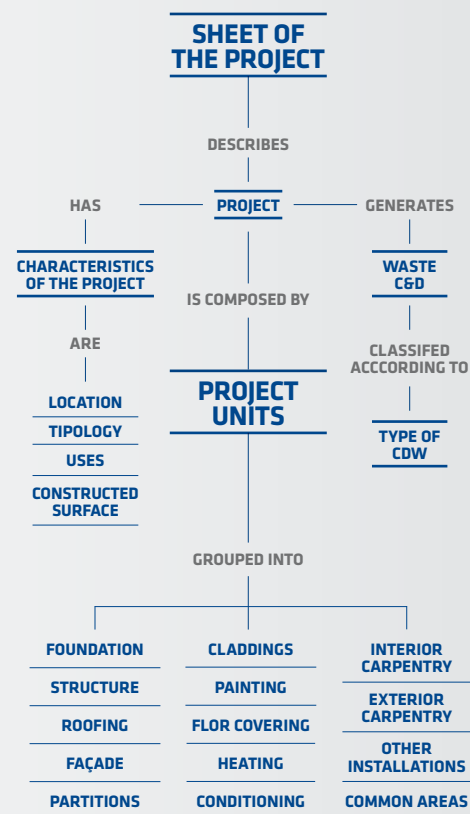 SHEET OF
THE PROJECT
DESCRIBES
HAS
PROJECT
GENERATES
CHARACTERISTICS
OF THE PROJECT
WASTE
C&D
IS COMPOSED BY
ARE
CLASSIFED
ACCCORDING TO
LOCATION
TIPOLOGY
USES
CONSTRUCTED
SURFACE
PROJECT
UNITS
TYPE OF
CDW
GROUPED INTO
FOUNDATION
STRUCTURE
ROOFING
FAÇADE
PARTITIONS
CLADDINGS
PAINTING
FLOR COVERING
HEATING
CONDITIONING
INTERIOR
CARPENTRY
EXTERIOR
CARPENTRY
OTHER
INSTALLATIONS
COMMON AREAS